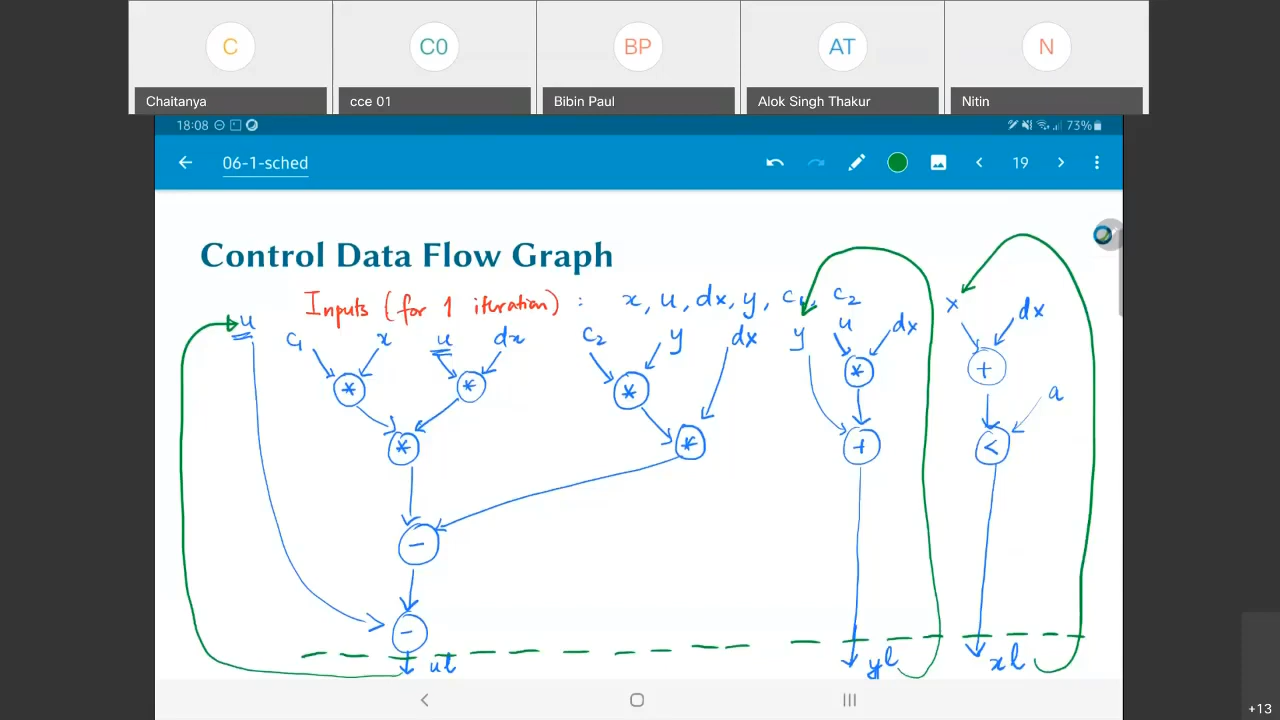 C C0 BP AT N
Chaitanya cce 01 Bibin Paul Alok Singh Thakur Nitin
18:08 73%
06-1-sched 19
Control Data Flow Graph
Inputs (for 1 iteration) : x, u, dx, y, c1, c2
u c1 x u dx c2 y dx y u dx x dx
* * * * + a
* * + <
-
-
ul yl xl
+13